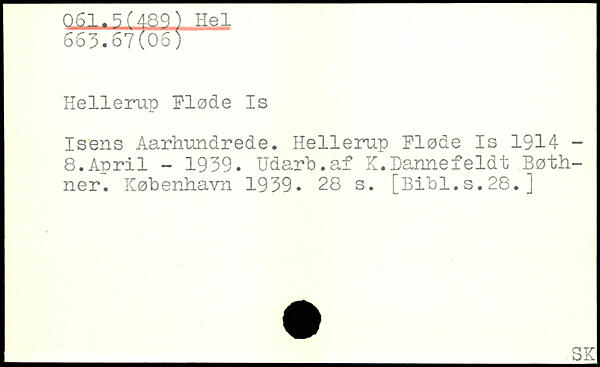 061.5(489) Hel
663.67(06)
Hellerup Fløde Is
Isens Aarhundrede. Hellerup Fløde Is 1914 -
8.April - 1939. Udarb.af K.Dannefeldt Bøth-
ner. København 1939. 28 s. [Bibl.s.28.]
SK